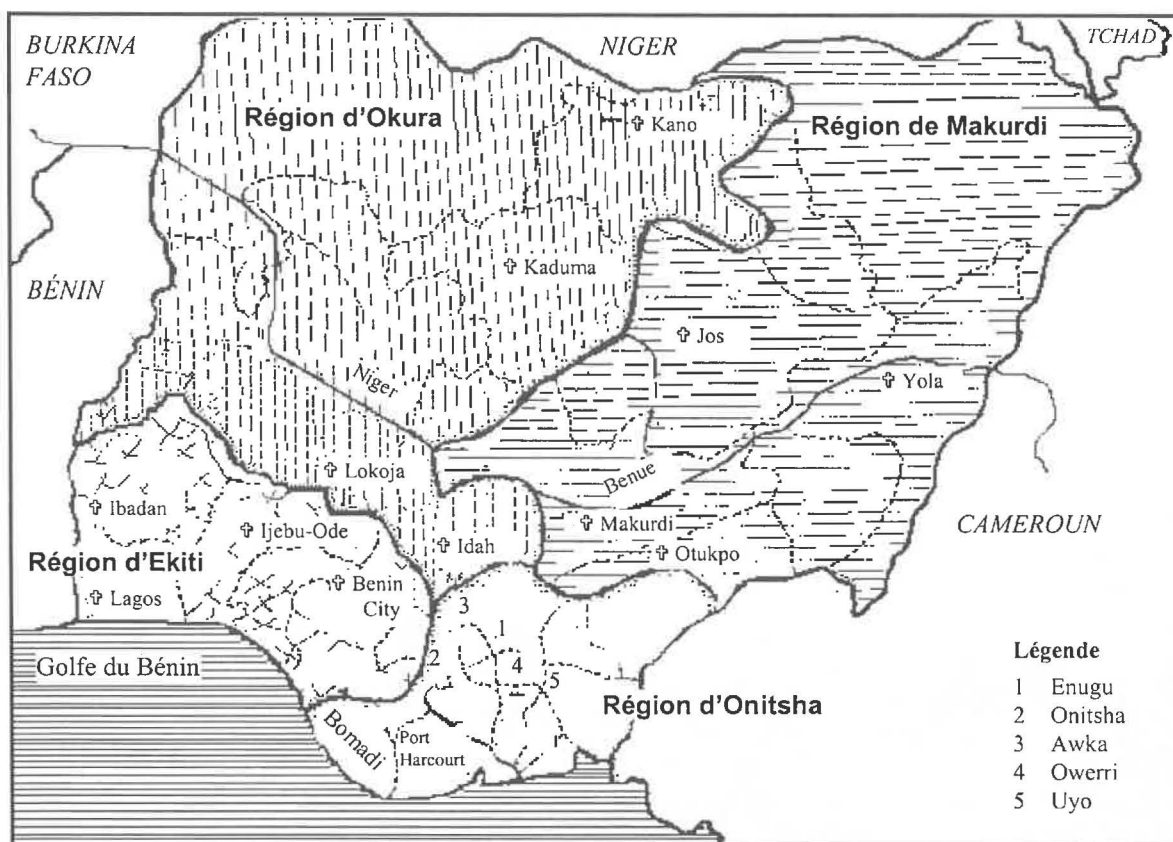 BURKINA
FASO
NIGER
TCHAD
Région d'Okura
Kano
Région de Makurdi
BÉNIN
Kaduma
Jos
Niger
Yola
Lokoja
Benue
Ibadan
Ijebu-Ode
Idah
Makurdi
CAMEROUN
Otukpo
Région d'Ekiti
Benin
City
Lagos
3
1
Golfe du Bénin
2
4
5
Région d'Onitsha
Bomadi
Port
Harcourt
Légende
1 Enugu
2 Onitsha
3 Awka
4 Owerri
5 Uyo